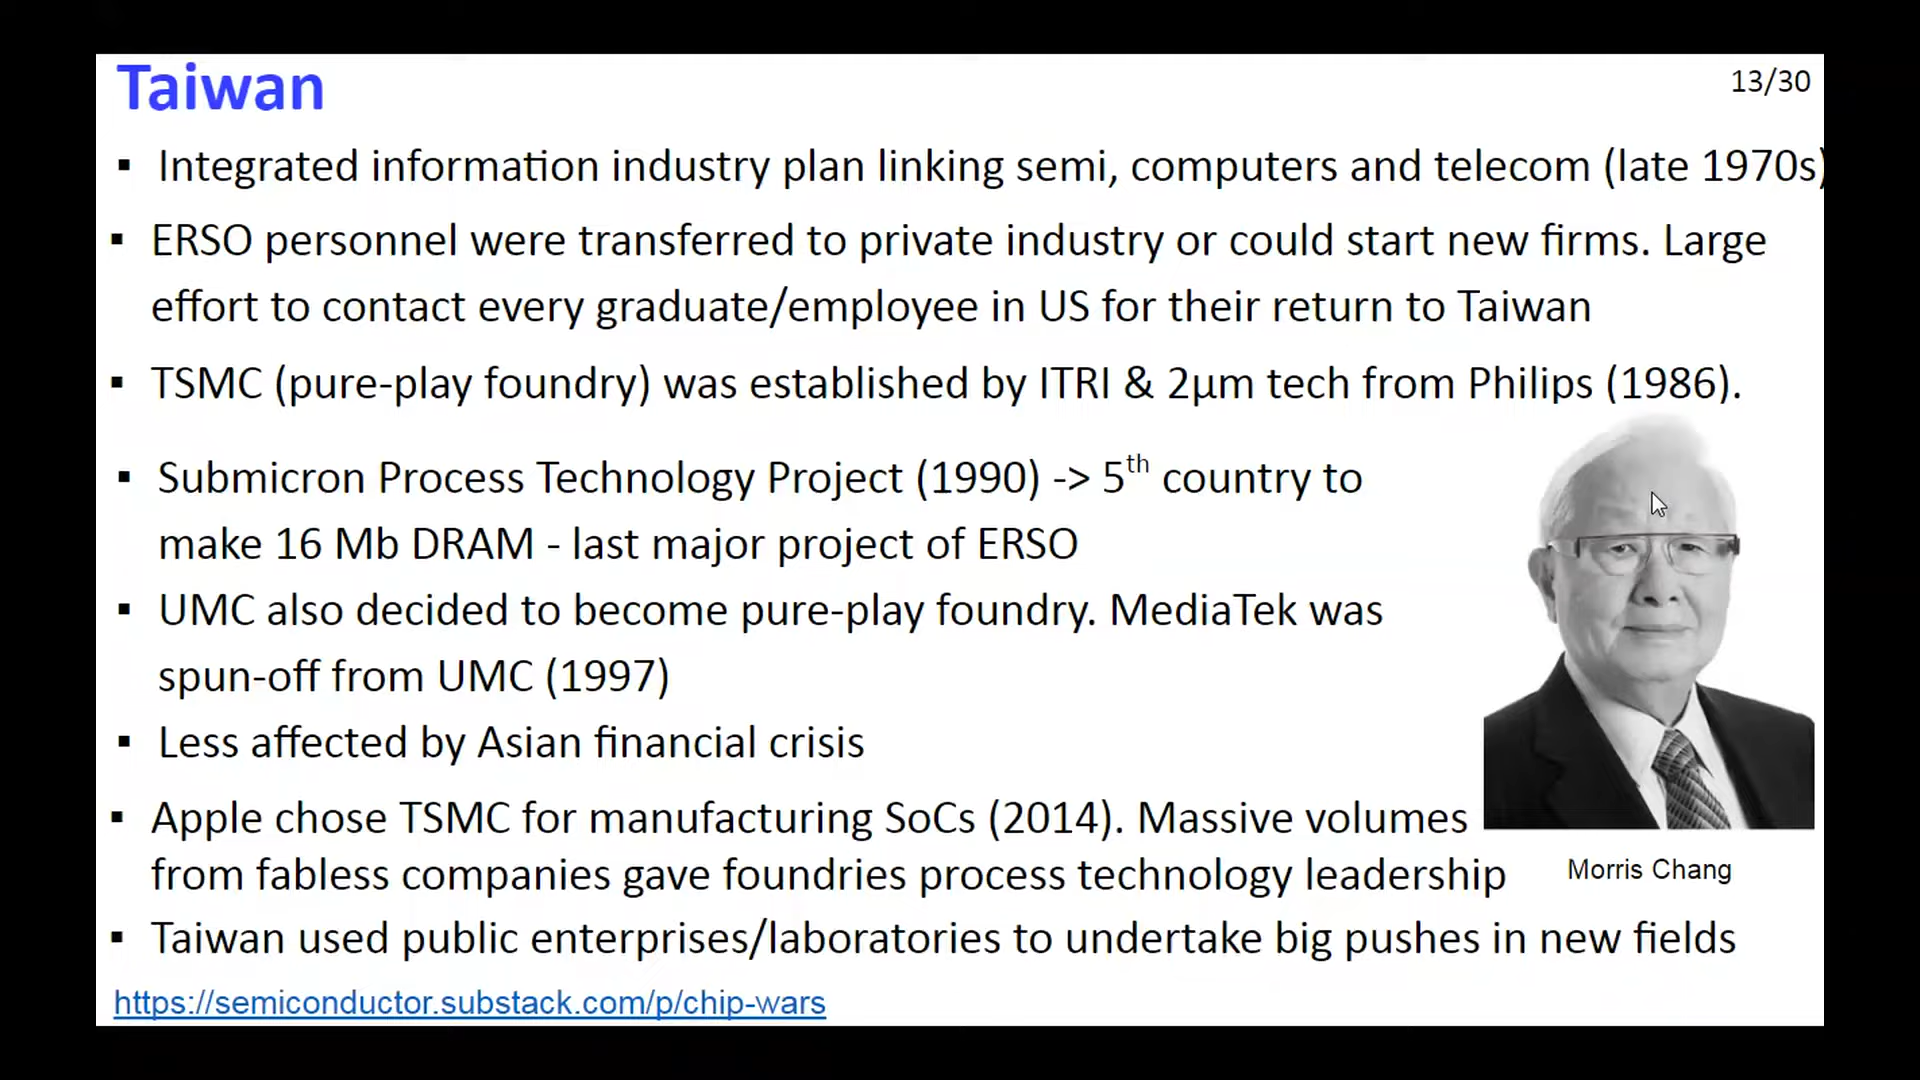 Taiwan
13/30
▪ Integrated information industry plan linking semi, computers and telecom (late 1970s)
▪ ERSO personnel were transferred to private industry or could start new firms. Large
effort to contact every graduate/employee in US for their return to Taiwan
▪ TSMC (pure-play foundry) was established by ITRI & 2µm tech from Philips (1986).
▪ Submicron Process Technology Project (1990) -> 5th country to
make 16 Mb DRAM - last major project of ERSO
▪ UMC also decided to become pure-play foundry. MediaTek was
spun-off from UMC (1997)
▪ Less affected by Asian financial crisis
▪ Apple chose TSMC for manufacturing SoCs (2014). Massive volumes
from fabless companies gave foundries process technology leadership
Morris Chang
▪ Taiwan used public enterprises/laboratories to undertake big pushes in new fields
https://semiconductor.substack.com/p/chip-wars